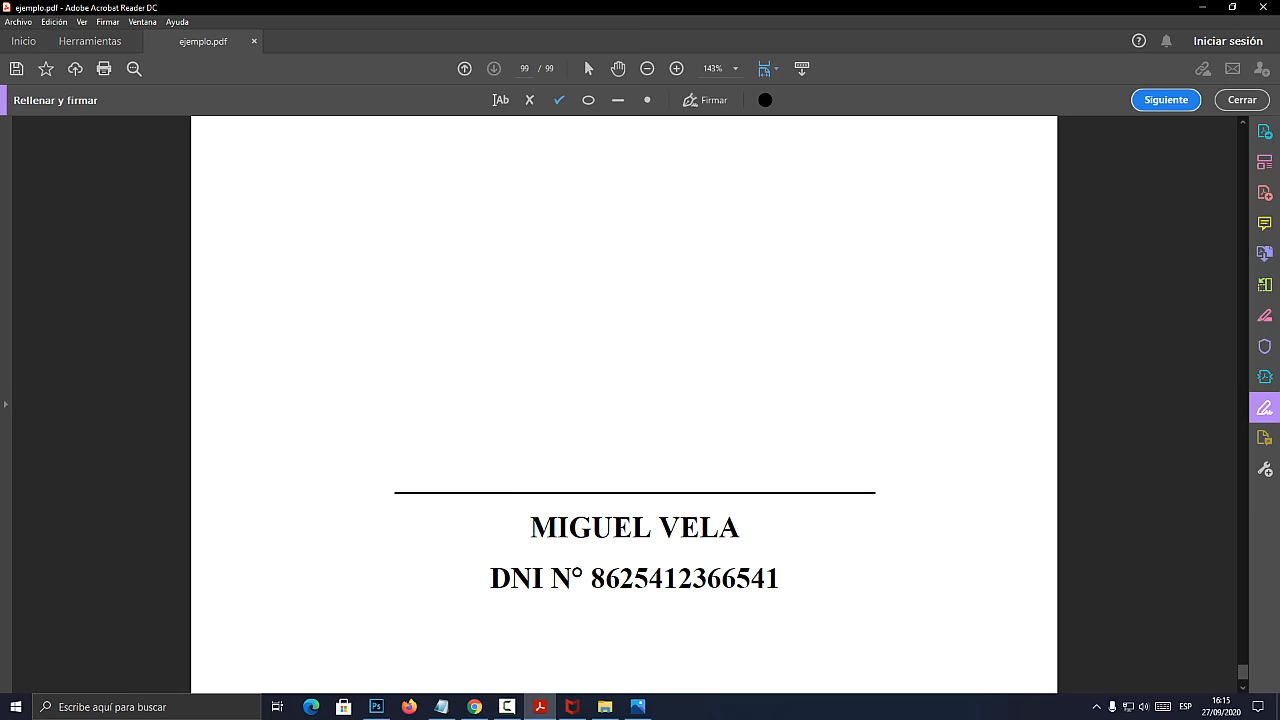 ejemplo.pdf - Adobe Acrobat Reader DC
Archivo Edición Ver Firmar Ventana Ayuda
Inicio Herramientas ejemplo.pdf × Iniciar sesión
99 / 99 143%
Rellenar y firmar Ab Firmar Siguiente Cerrar
MIGUEL VELA
DNI N° 8625412366541
Escribe aquí para buscar Ps ESP 16:15
27/09/2020